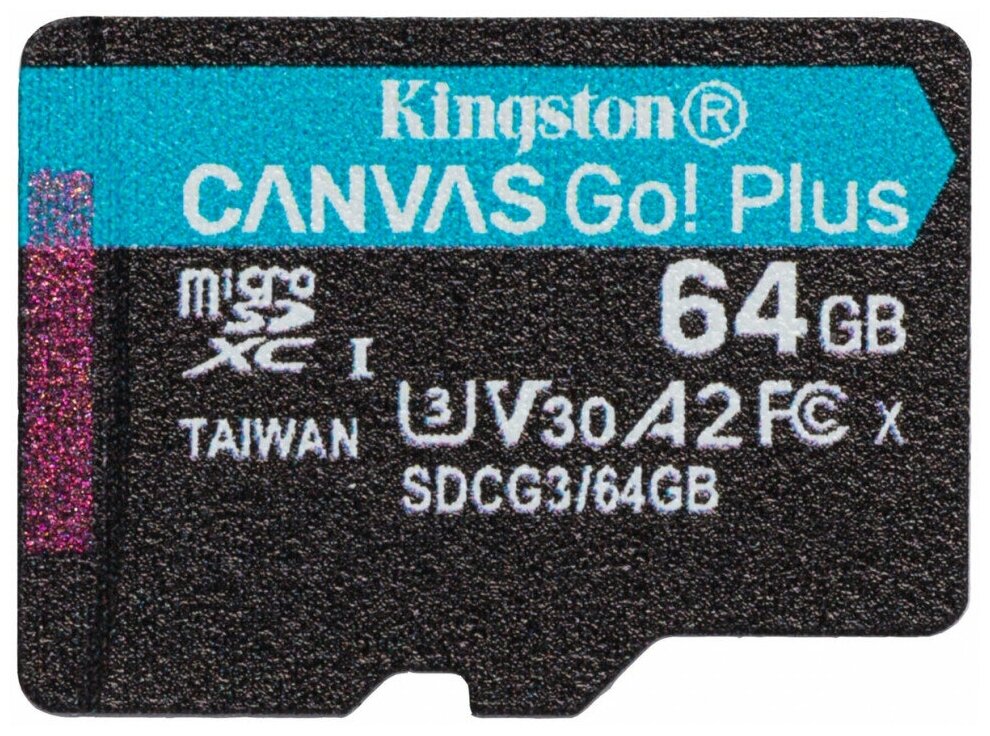 Kingston®
CANVAS Go! Plus
micro
SD
XC I
64GB
TAIWAN
U3 V30 A2 FC X
SDCG3/64GB